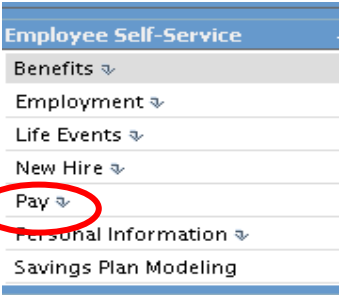 Employee Self-Service
Benefits
Employment
Life Events
New Hire
Pay
Personal Information
Savings Plan Modeling